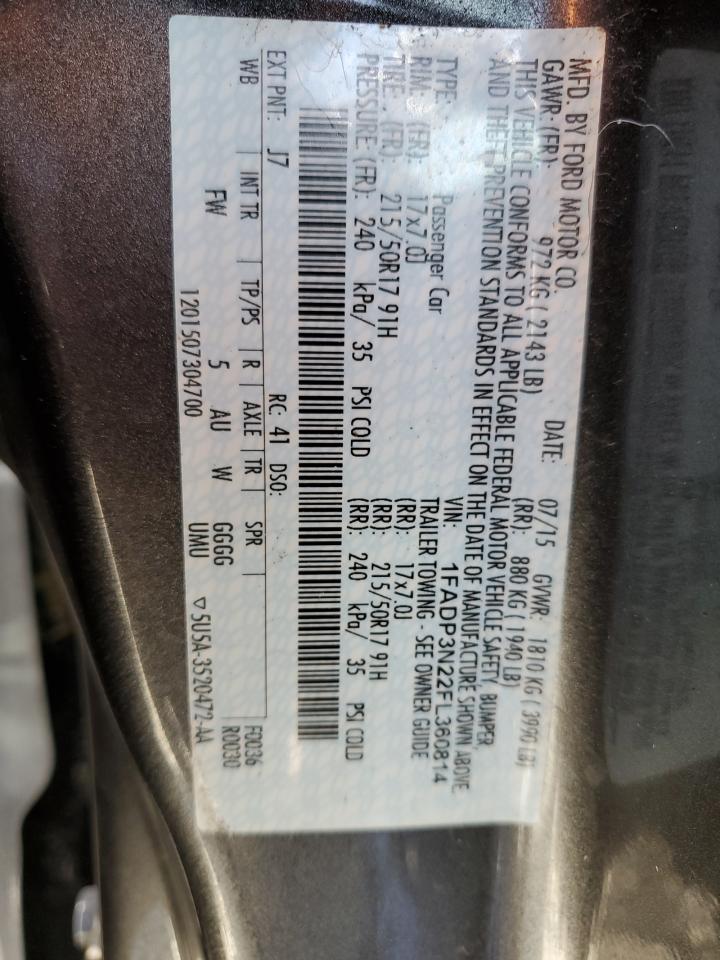 MFD. BY FORD MOTOR CO.
DATE: 07/15 GVWR: 1810 KG ( 3990 LB)
GAWR: (FR): 972 KG ( 2143 LB) (RR): 880 KG ( 1940 LB)
THIS VEHICLE CONFORMS TO ALL APPLICABLE FEDERAL MOTOR VEHICLE SAFETY, BUMPER
AND THEFT PREVENTION STANDARDS IN EFFECT ON THE DATE OF MANUFACTURE SHOWN ABOVE.
VIN: 1FADP3N22FL360814
TYPE: Passenger Car TRAILER TOWING - SEE OWNER GUIDE
RIM: (FR): 17x7.0J (RR): 17x7.0J
TIRE: (FR): 215/50R17 91H (RR): 215/50R17 91H
PRESSURE (FR): 240 kPa/ 35 PSI COLD (RR): 240 kPa/ 35 PSI COLD
EXT PNT: J7 RC: 41 DSO:
WB INT TR TP/PS R AXLE TR SPR F0036
FW 5 AU W GGGG R0030
UMU
1201507304700 ▽5U5A-3520472-AA